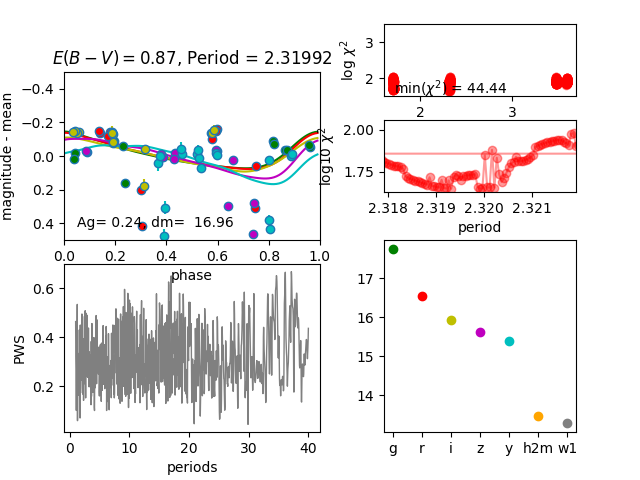 E(B − V) = 0.87, Period = 2.31992
magnitude - mean
−0.4
−0.2
0.0
0.2
0.4
Ag= 0.24 dm= 16.96
0.0 0.2 0.4 0.6 0.8 1.0
phase
log χ²
3
2
min(χ²) = 44.44
2 3
log10 χ²
2.00
1.75
2.318 2.319 2.320 2.321
period
PWS
0.6
0.4
0.2
0 10 20 30 40
periods
17
16
15
14
g r i z y h2m w1